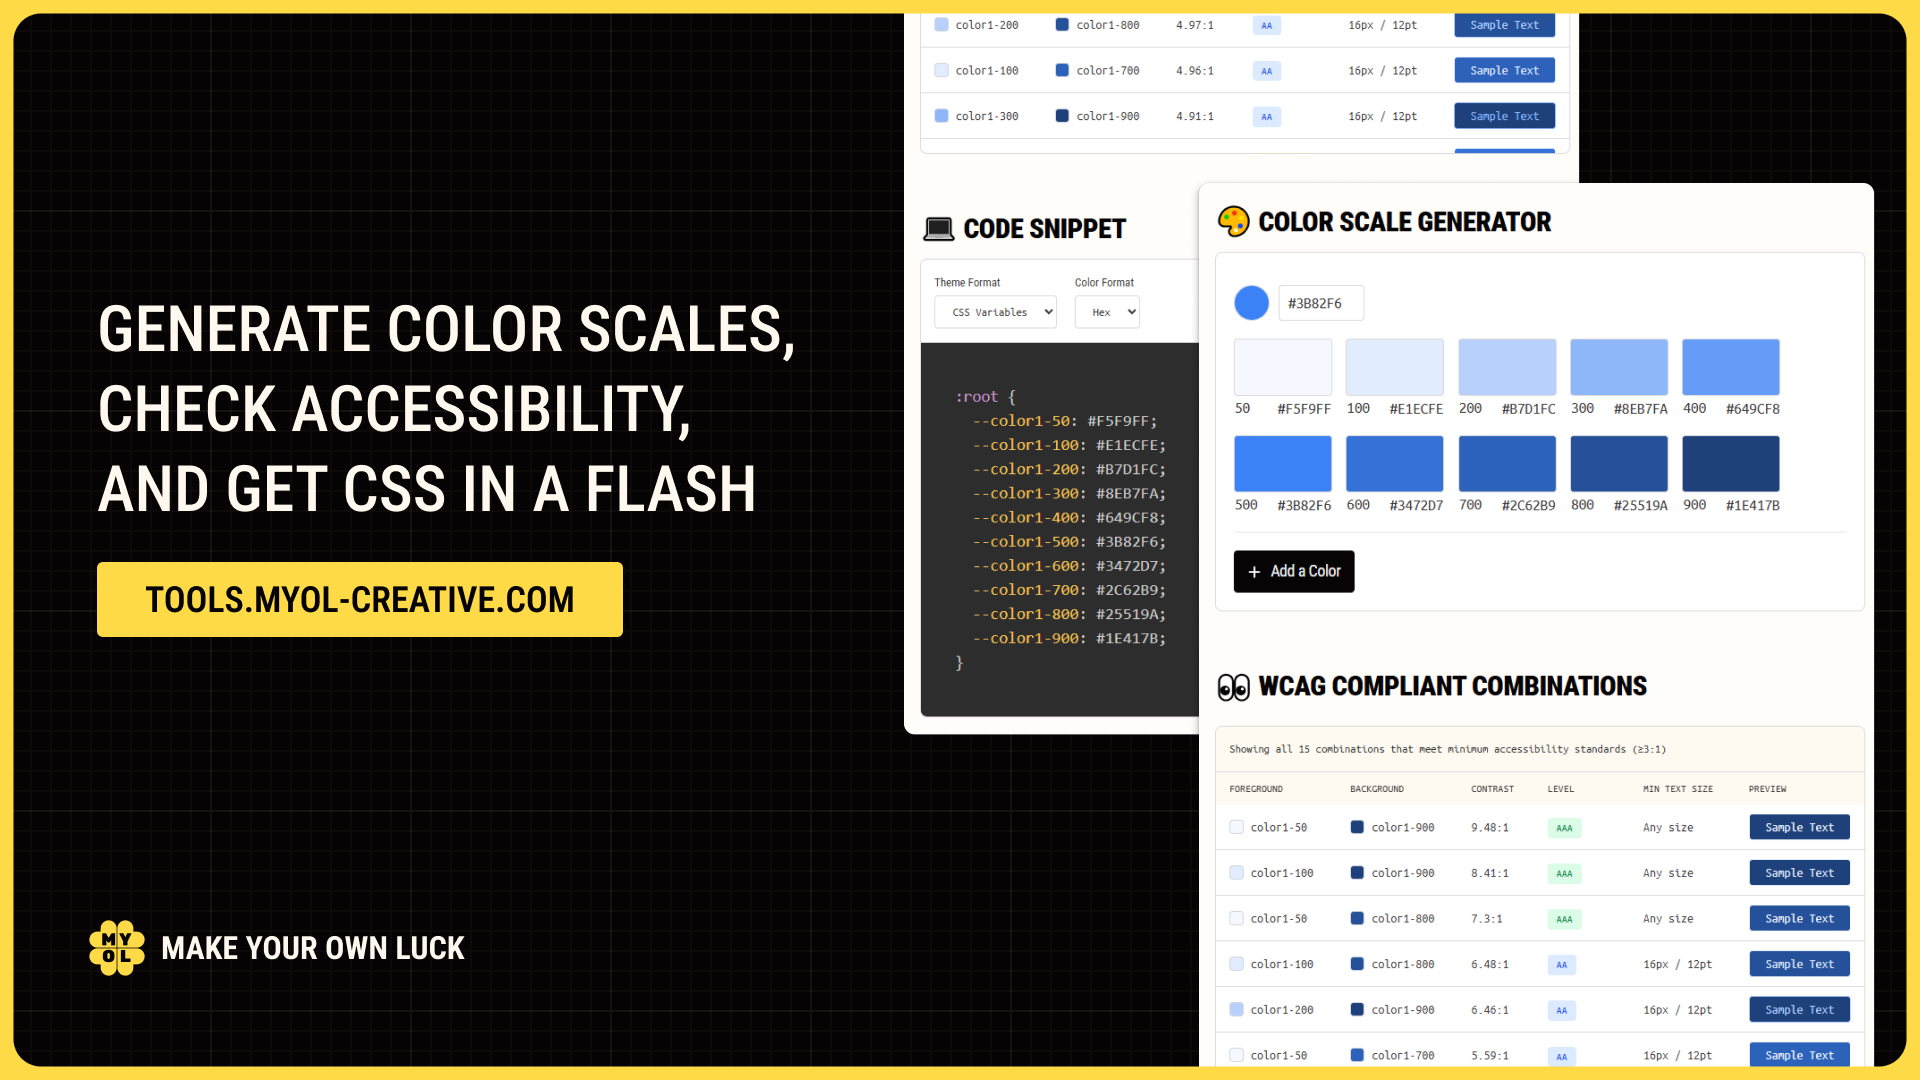 GENERATE COLOR SCALES,
CHECK ACCESSIBILITY,
AND GET CSS IN A FLASH
TOOLS.MYOL-CREATIVE.COM
MY
OL
MAKE YOUR OWN LUCK
color1-200 color1-800 4.97:1 AA 16px / 12pt Sample Text
color1-100 color1-700 4.96:1 AA 16px / 12pt Sample Text
color1-300 color1-900 4.91:1 AA 16px / 12pt Sample Text
CODE SNIPPET
Theme Format Color Format
CSS Variables Hex
:root {
--color1-50: #F5F9FF;
--color1-100: #E1ECFE;
--color1-200: #B7D1FC;
--color1-300: #8EB7FA;
--color1-400: #649CF8;
--color1-500: #3B82F6;
--color1-600: #3472D7;
--color1-700: #2C62B9;
--color1-800: #25519A;
--color1-900: #1E417B;
}
COLOR SCALE GENERATOR
#3B82F6
50 #F5F9FF 100 #E1ECFE 200 #B7D1FC 300 #8EB7FA 400 #649CF8
500 #3B82F6 600 #3472D7 700 #2C62B9 800 #25519A 900 #1E417B
+ Add a Color
WCAG COMPLIANT COMBINATIONS
Showing all 15 combinations that meet minimum accessibility standards (≥3:1)
FOREGROUND BACKGROUND CONTRAST LEVEL MIN TEXT SIZE PREVIEW
color1-50 color1-900 9.48:1 AAA Any size Sample Text
color1-100 color1-900 8.41:1 AAA Any size Sample Text
color1-50 color1-800 7.3:1 AAA Any size Sample Text
color1-100 color1-800 6.48:1 AA 16px / 12pt Sample Text
color1-200 color1-900 6.46:1 AA 16px / 12pt Sample Text
color1-50 color1-700 5.59:1 AA 16px / 12pt Sample Text